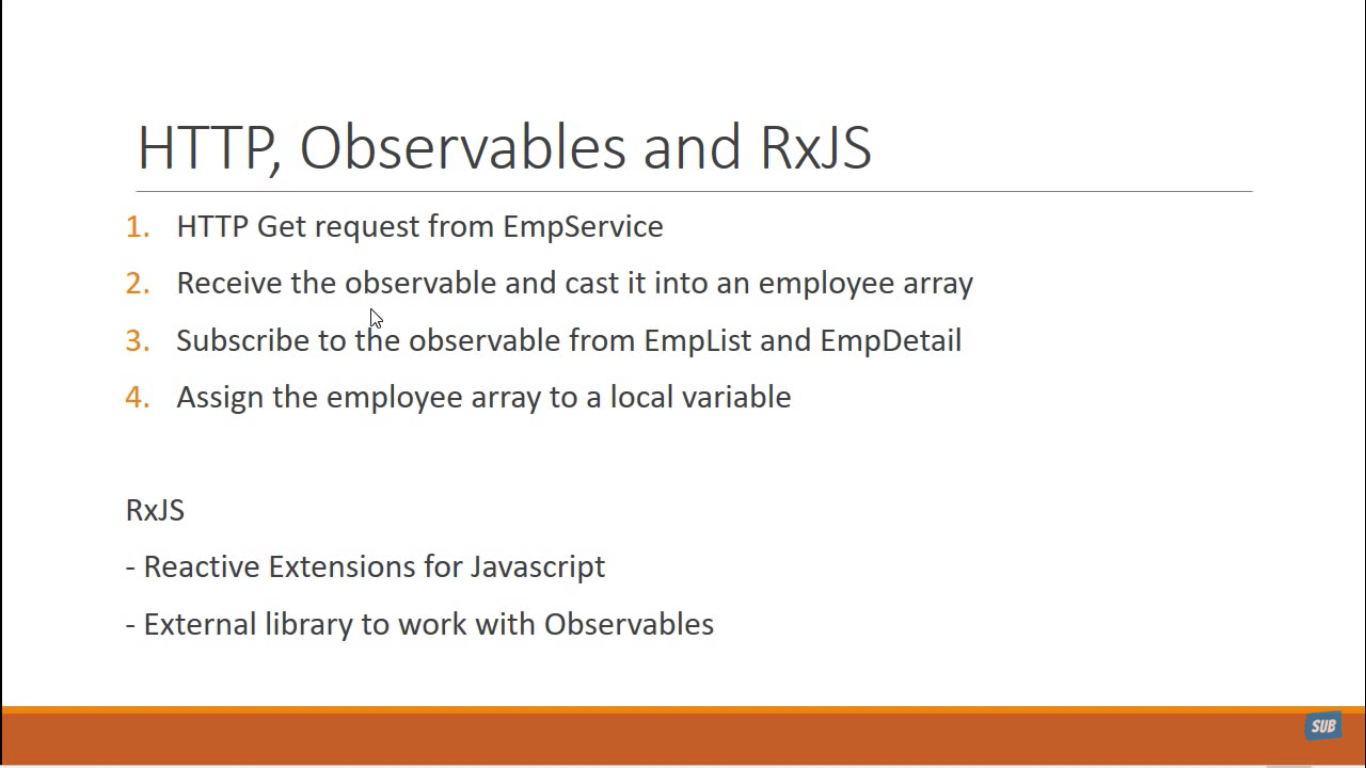 HTTP, Observables and RxJS
1. HTTP Get request from EmpService
2. Receive the observable and cast it into an employee array
3. Subscribe to the observable from EmpList and EmpDetail
4. Assign the employee array to a local variable
RxJS
- Reactive Extensions for Javascript
- External library to work with Observables
SUB